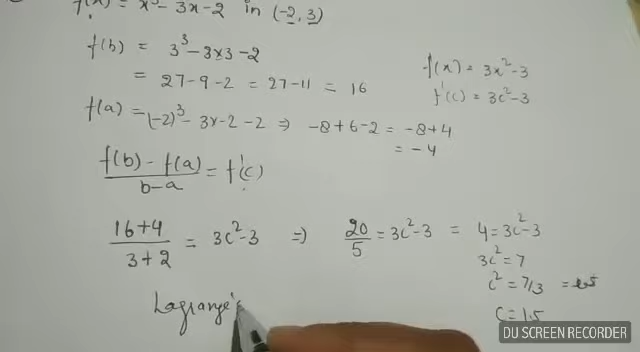 f(x) = x³ - 3x - 2 in (-2, 3)
f(b) = 3³ - 3×3 - 2
= 27 - 9 - 2 = 27 - 11 = 16
f(x) = 3x² - 3
f'(c) = 3c² - 3
f(a) = (-2)³ - 3x - 2 - 2 ⇒ -8 + 6 - 2 = -8 + 4
= -4
f(b) - f(a) / b - a = f'(c)
16 + 4 / 3 + 2 = 3c² - 3 ⇒ 20 / 5 = 3c² - 3 = 4 = 3c² - 3
3c² = 7
c² = 7/3 =
c = 1.5
Lagrange's
DU SCREEN RECORDER